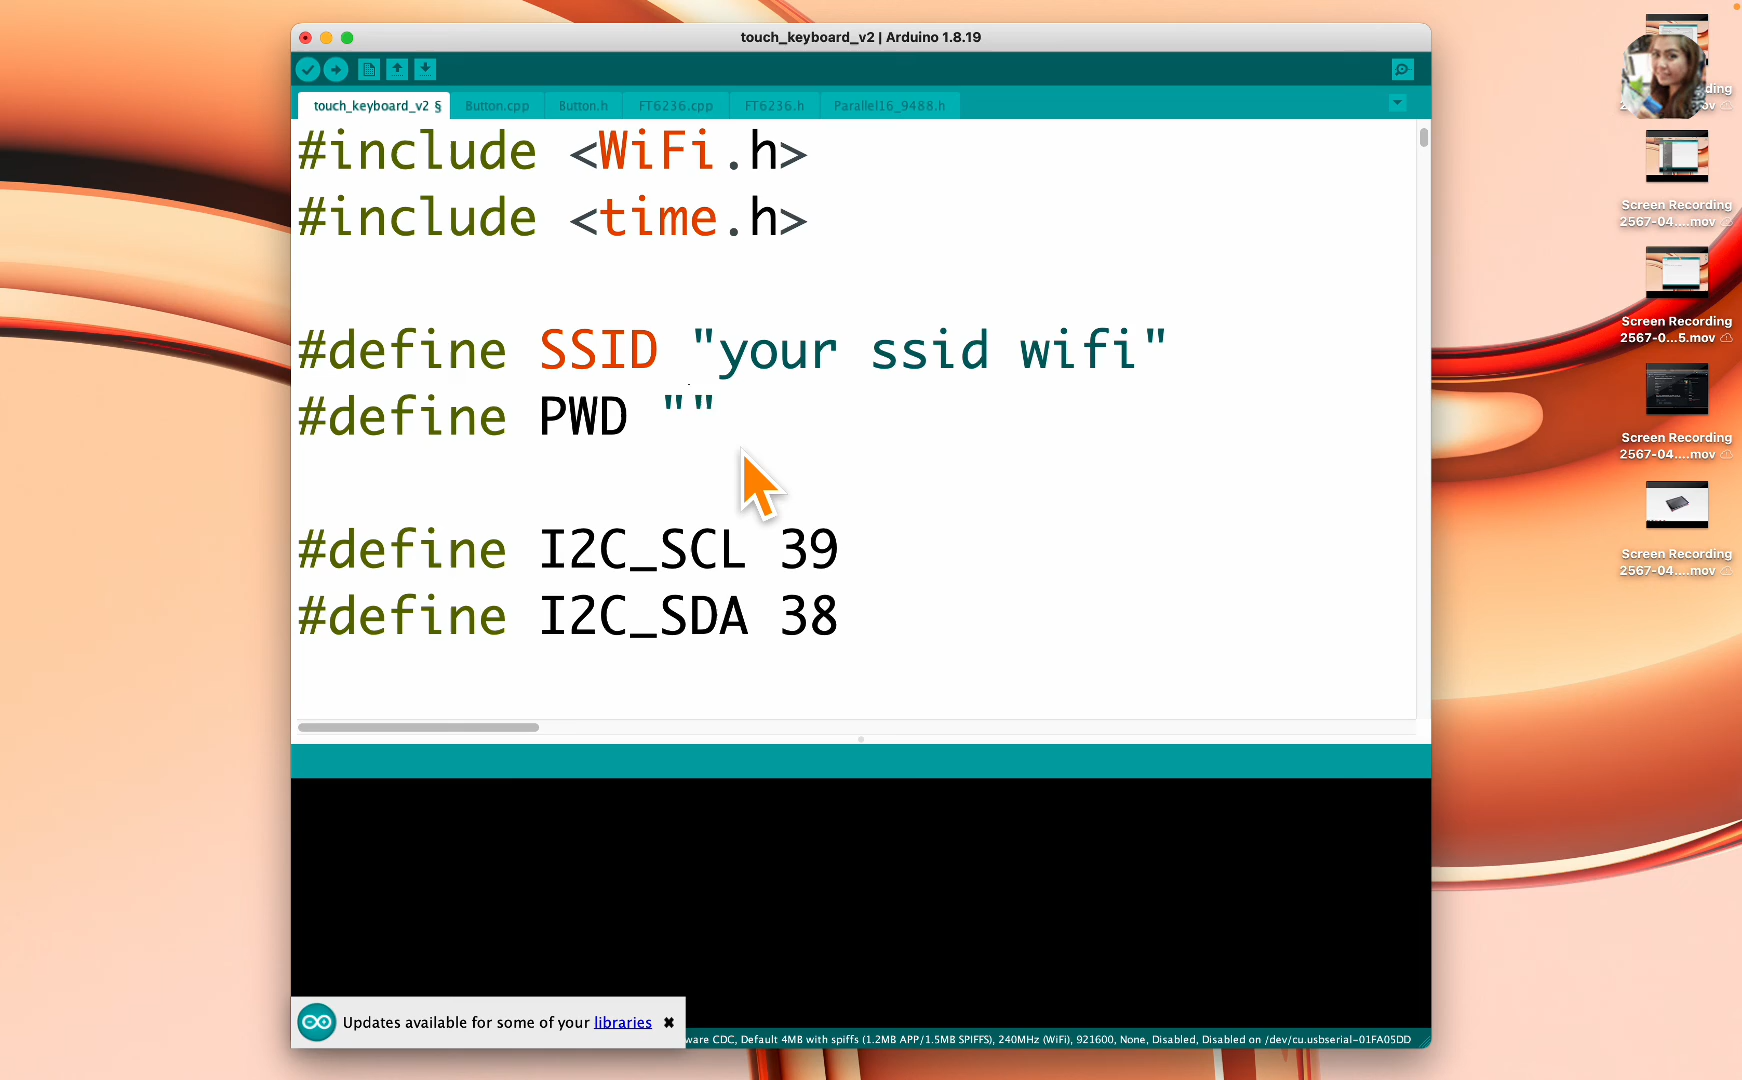 touch_keyboard_v2 | Arduino 1.8.19
touch_keyboard_v2 §
Button.cpp
Button.h
FT6236.cpp
FT6236.h
Parallel16_9488.h
#include <WiFi.h>
#include <time.h>
#define SSID "your ssid wifi"
#define PWD ""
#define I2C_SCL 39
#define I2C_SDA 38
Updates available for some of your libraries ✖
ware CDC, Default 4MB with spiffs (1.2MB APP/1.5MB SPIFFS), 240MHz (WiFi), 921600, None, Disabled, Disabled on /dev/cu.usbserial-01FA05DD
Screen Recording
2567-04....mov
Screen Recording
2567-0...5.mov
Screen Recording
2567-04....mov
Screen Recording
2567-04....mov